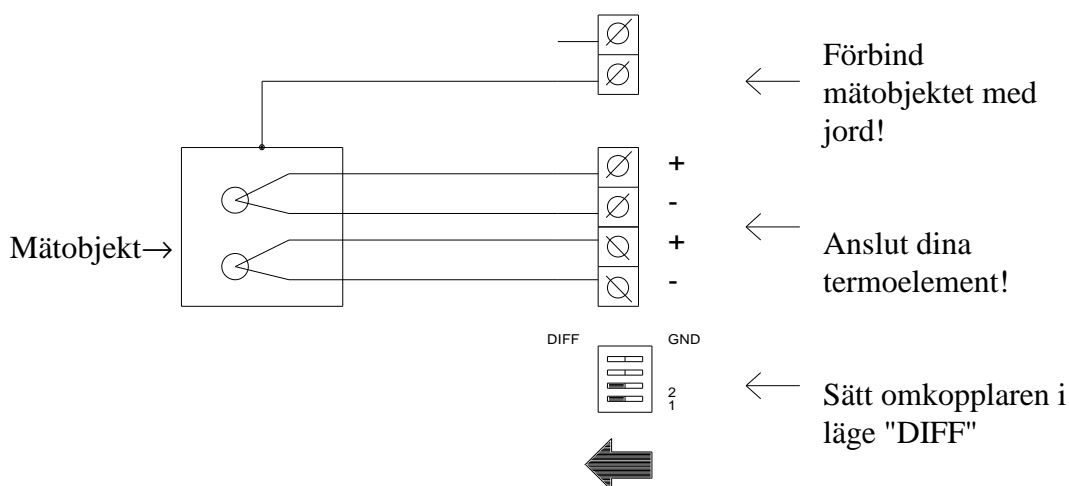 Förbind
mätobjektet med
jord!
+
-
+
-
Mätobjekt→
Anslut dina
termoelement!
DIFF
GND
2
1
Sätt omkopplaren i
läge "DIFF"